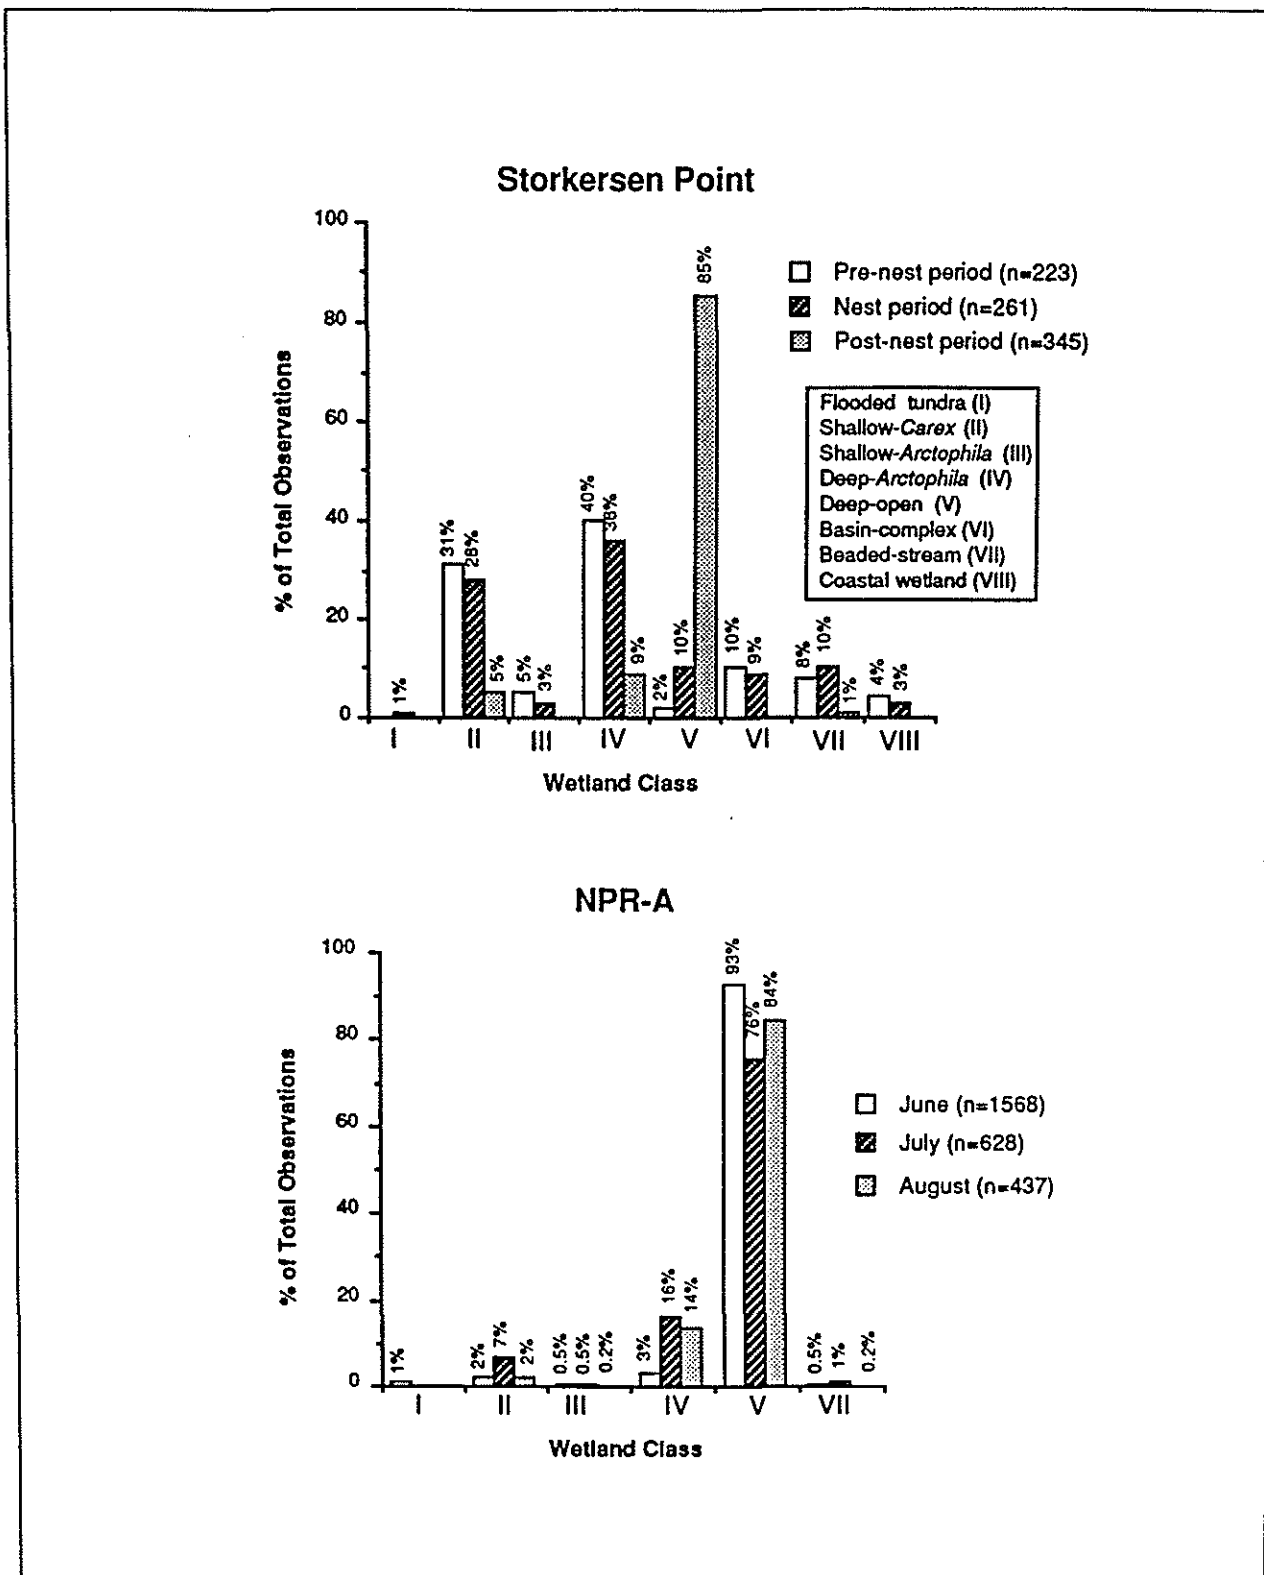 Storkersen Point
100
80
60
40
20
0
% of Total Observations
1%
31%
28%
5%
5%
3%
40%
36%
9%
2%
10%
85%
10%
9%
8%
10%
1%
4%
3%
I II III IV V VI VII VIII
Wetland Class
Pre-nest period (n=223)
Nest period (n=261)
Post-nest period (n=345)
Flooded tundra (I)
Shallow-Carex (II)
Shallow-Arctophila (III)
Deep-Arctophila (IV)
Deep-open (V)
Basin-complex (VI)
Beaded-stream (VII)
Coastal wetland (VIII)
NPR-A
100
80
60
40
20
0
% of Total Observations
1%
2%
7%
2%
0.5%
0.5%
0.2%
3%
16%
14%
93%
76%
84%
0.5%
1%
0.2%
I II III IV V VII
Wetland Class
June (n=1568)
July (n=628)
August (n=437)